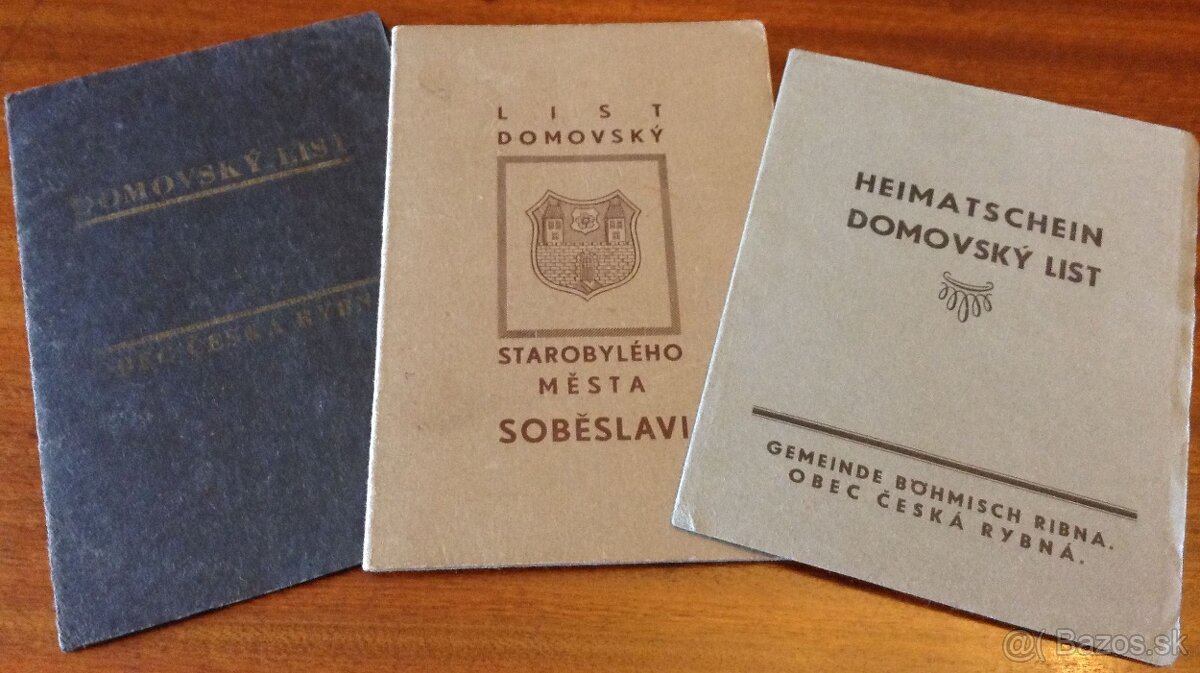 DOMOVSKÝ LIST
OBEC ČESKÁ RYBN
LIST
DOMOVSKÝ
STAROBYLÉHO
MĚSTA
SOBĚSLAVI
HEIMATSCHEIN
DOMOVSKÝ LIST
GEMEINDE BÖHMISCH RIBNA.
OBEC ČESKÁ RYBNÁ.
@( Bazos.sk